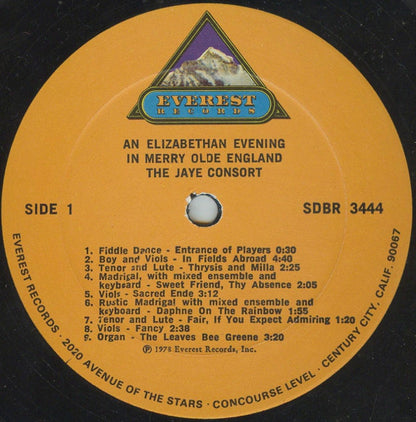 EVEREST
RECORDS
AN ELIZABETHAN EVENING
IN MERRY OLDE ENGLAND
THE JAYE CONSORT
SIDE 1
SDBR 3444
1. Fiddle Dance - Entrance of Players 0:30
2. Boy and Viols - In Fields Abroad 4:40
3. Tenor and Lute - Thrysis and Milla 2:25
4. Madrigal, with mixed ensemble and
keyboard - Sweet Friend, Thy Absence 2:05
5. Viols - Sacred Ende 3:12
6. Rustic Madrigal with mixed ensemble and
keyboard - Daphne On The Rainbow 1:55
7. Tenor and Lute - Fair, If You Expect Admiring 1:20
8. Viols - Fancy 2:38
9. Organ - The Leaves Bee Greene 3:20
Ⓟ 1978 Everest Records, Inc.
EVEREST RECORDS · 2020 AVENUE OF THE STARS · CONCOURSE LEVEL · CENTURY CITY, CALIF. 90067